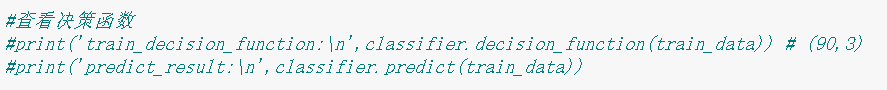 #查看决策函数
#print('train_decision_function:\n',classifier.decision_function(train_data)) # (90,3)
#print('predict_result:\n',classifier.predict(train_data))